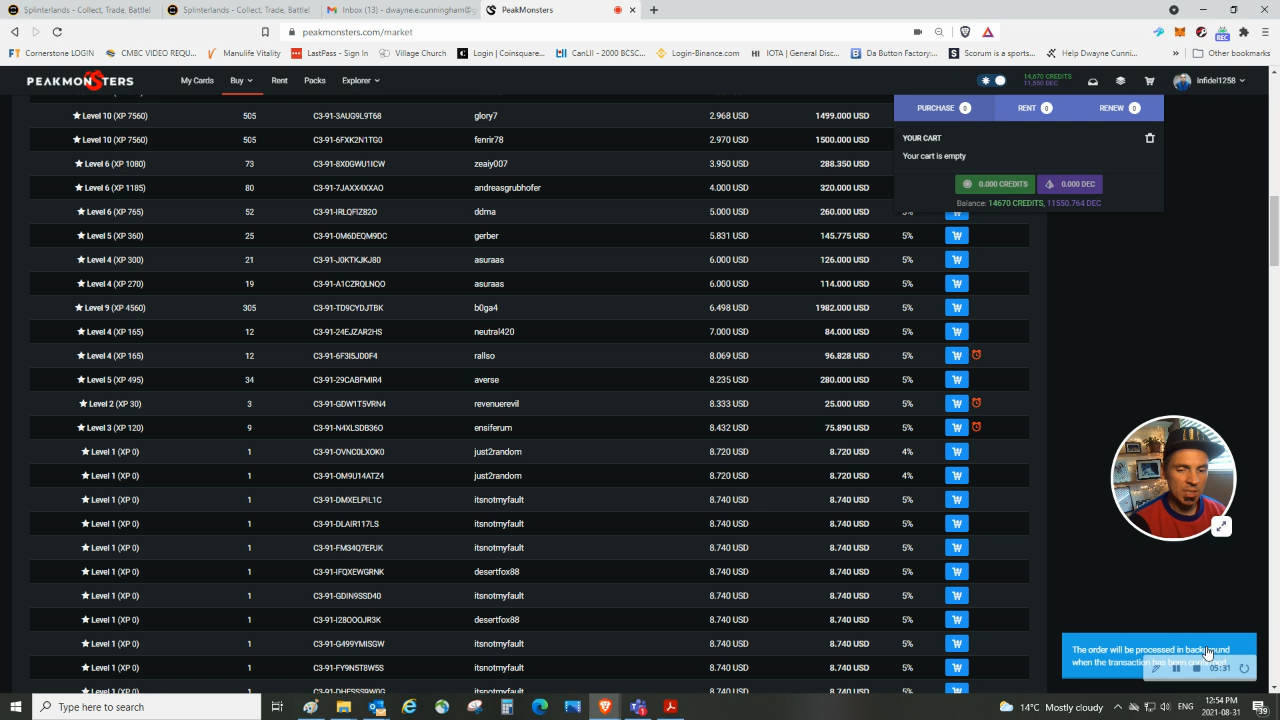 Splinterlands - Collect, Trade, Battle!
Splinterlands - Collect, Trade, Battle!
Inbox (13) - dwayne.e.cunningham@
PeakMonsters
peakmonsters.com/market
Cornerstone LOGIN
CMBC VIDEO REQU...
Manulife Vitality
LastPass - Sign In
Village Church
Login | Connture...
CanLII - 2000 BCSC...
Login-Binance.com
IOTA | General Disc...
Da Button Factory:...
Scorum is a sports...
Help Dwayne Cunni...
»
Other bookmarks
PEAKMONSTERS
My Cards
Buy
Rent
Packs
Explorer
14,670 CREDITS
11,550 DEC
infidel1258
PURCHASE 0
RENT 0
RENEW 0
YOUR CART
Your cart is empty
0.000 CREDITS
0.000 DEC
Balance: 14670 CREDITS, 11550.764 DEC
Level 10 (XP 7560) 505 C3-91-3AUG9L9T68 glory7 2.968 USD 1499.000 USD
Level 10 (XP 7560) 505 C3-91-6FXK2N1TG0 fenrir78 2.970 USD 1500.000 USD
Level 6 (XP 1080) 73 C3-91-8X0GWU1ICW zeaiy007 3.950 USD 288.350 USD
Level 6 (XP 1185) 80 C3-91-7JAXX4XXAO andreasgrubhofer 4.000 USD 320.000 USD
Level 6 (XP 765) 52 C3-91-IRLQFIZ82O ddma 5.000 USD 260.000 USD 5%
Level 5 (XP 360) 25 C3-91-0M6DEQM9DC gerber 5.831 USD 145.775 USD 5%
Level 4 (XP 300) 21 C3-91-J0KTKJKJ80 asuraas 6.000 USD 126.000 USD 5%
Level 4 (XP 270) 19 C3-91-A1CZRQLNQO asuraas 6.000 USD 114.000 USD 5%
Level 9 (XP 4560) 305 C3-91-TD9CYDJTBK b0ga4 6.498 USD 1982.000 USD 5%
Level 4 (XP 165) 12 C3-91-24EJZAR2HS neutral420 7.000 USD 84.000 USD 5%
Level 4 (XP 165) 12 C3-91-6F3I5JD0F4 rallso 8.069 USD 96.828 USD 5%
Level 5 (XP 495) 34 C3-91-29CABFMIR4 averse 8.235 USD 280.000 USD 5%
Level 2 (XP 30) 3 C3-91-GDW1T5VRN4 revenuerevil 8.333 USD 25.000 USD 5%
Level 3 (XP 120) 9 C3-91-N4XLSDB36O ensiferum 8.432 USD 75.890 USD 5%
Level 1 (XP 0) 1 C3-91-OVNC0LXOK0 just2random 8.720 USD 8.720 USD 4%
Level 1 (XP 0) 1 C3-91-OM9U14ATZ4 just2random 8.720 USD 8.720 USD 4%
Level 1 (XP 0) 1 C3-91-DMXELPIL1C itsnotmyfault 8.740 USD 8.740 USD 5%
Level 1 (XP 0) 1 C3-91-DLAIR117LS itsnotmyfault 8.740 USD 8.740 USD 5%
Level 1 (XP 0) 1 C3-91-FM34Q7EPJK itsnotmyfault 8.740 USD 8.740 USD 5%
Level 1 (XP 0) 1 C3-91-IFQXEWGRNK desertfox88 8.740 USD 8.740 USD 5%
Level 1 (XP 0) 1 C3-91-GDIN9SSD40 itsnotmyfault 8.740 USD 8.740 USD 5%
Level 1 (XP 0) 1 C3-91-I28OOOJR3K desertfox88 8.740 USD 8.740 USD 5%
Level 1 (XP 0) 1 C3-91-G499YMISGW itsnotmyfault 8.740 USD 8.740 USD 5%
Level 1 (XP 0) 1 C3-91-FY9N5T8W5S itsnotmyfault 8.740 USD 8.740 USD 5%
Level 1 (XP 0) 1 itsnotmyfault 8.740 USD 8.740 USD 5%
The order will be processed in background
when the transaction has been confirmed.
05:31
Type here to search
14°C Mostly cloudy
ENG
12:54 PM
2021-08-31
39